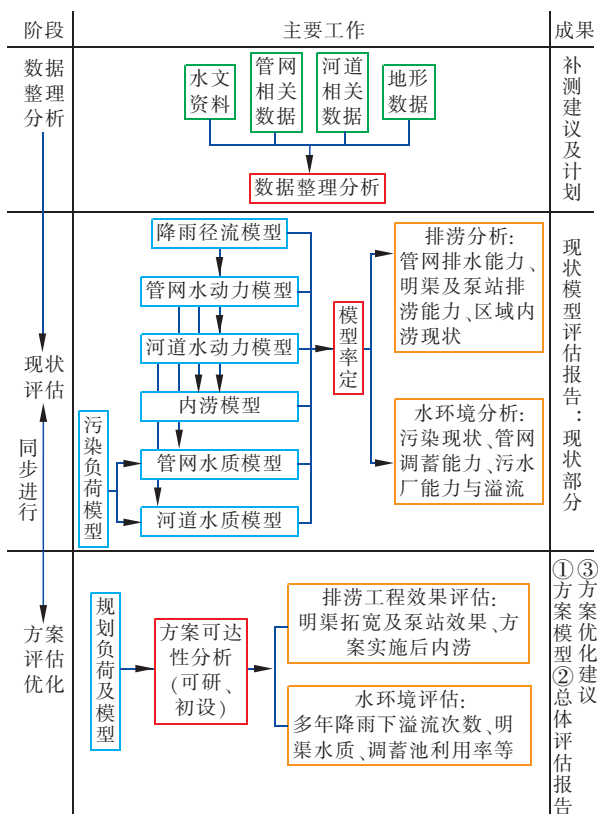 阶段
主要工作
成果
数据
整理
分析
水文
资料
管网
相关
数据
河道
相关
数据
地形
数据
数据整理分析
补测建议及计划
现状
评估
同步进行
降雨径流模型
管网水动力模型
河道水动力模型
内涝模型
管网水质模型
河道水质模型
污染负荷模型
模型率定
排涝分析:
管网排水能力、
明渠及泵站排
涝能力、区域内
涝现状
水环境分析:
污染现状、管网
调蓄能力、污水
厂能力与溢流
现状模型评估报告:现状部分
方案
评估
优化
规划负荷及模型
方案可达
性分析
(可研、
初设)
排涝工程效果评估:
明渠拓宽及泵站效果、方
案实施后内涝
水环境评估:
多年降雨下溢流次数、明
渠水质、调蓄池利用率等
①方案模型②总体评估报告
③方案优化建议